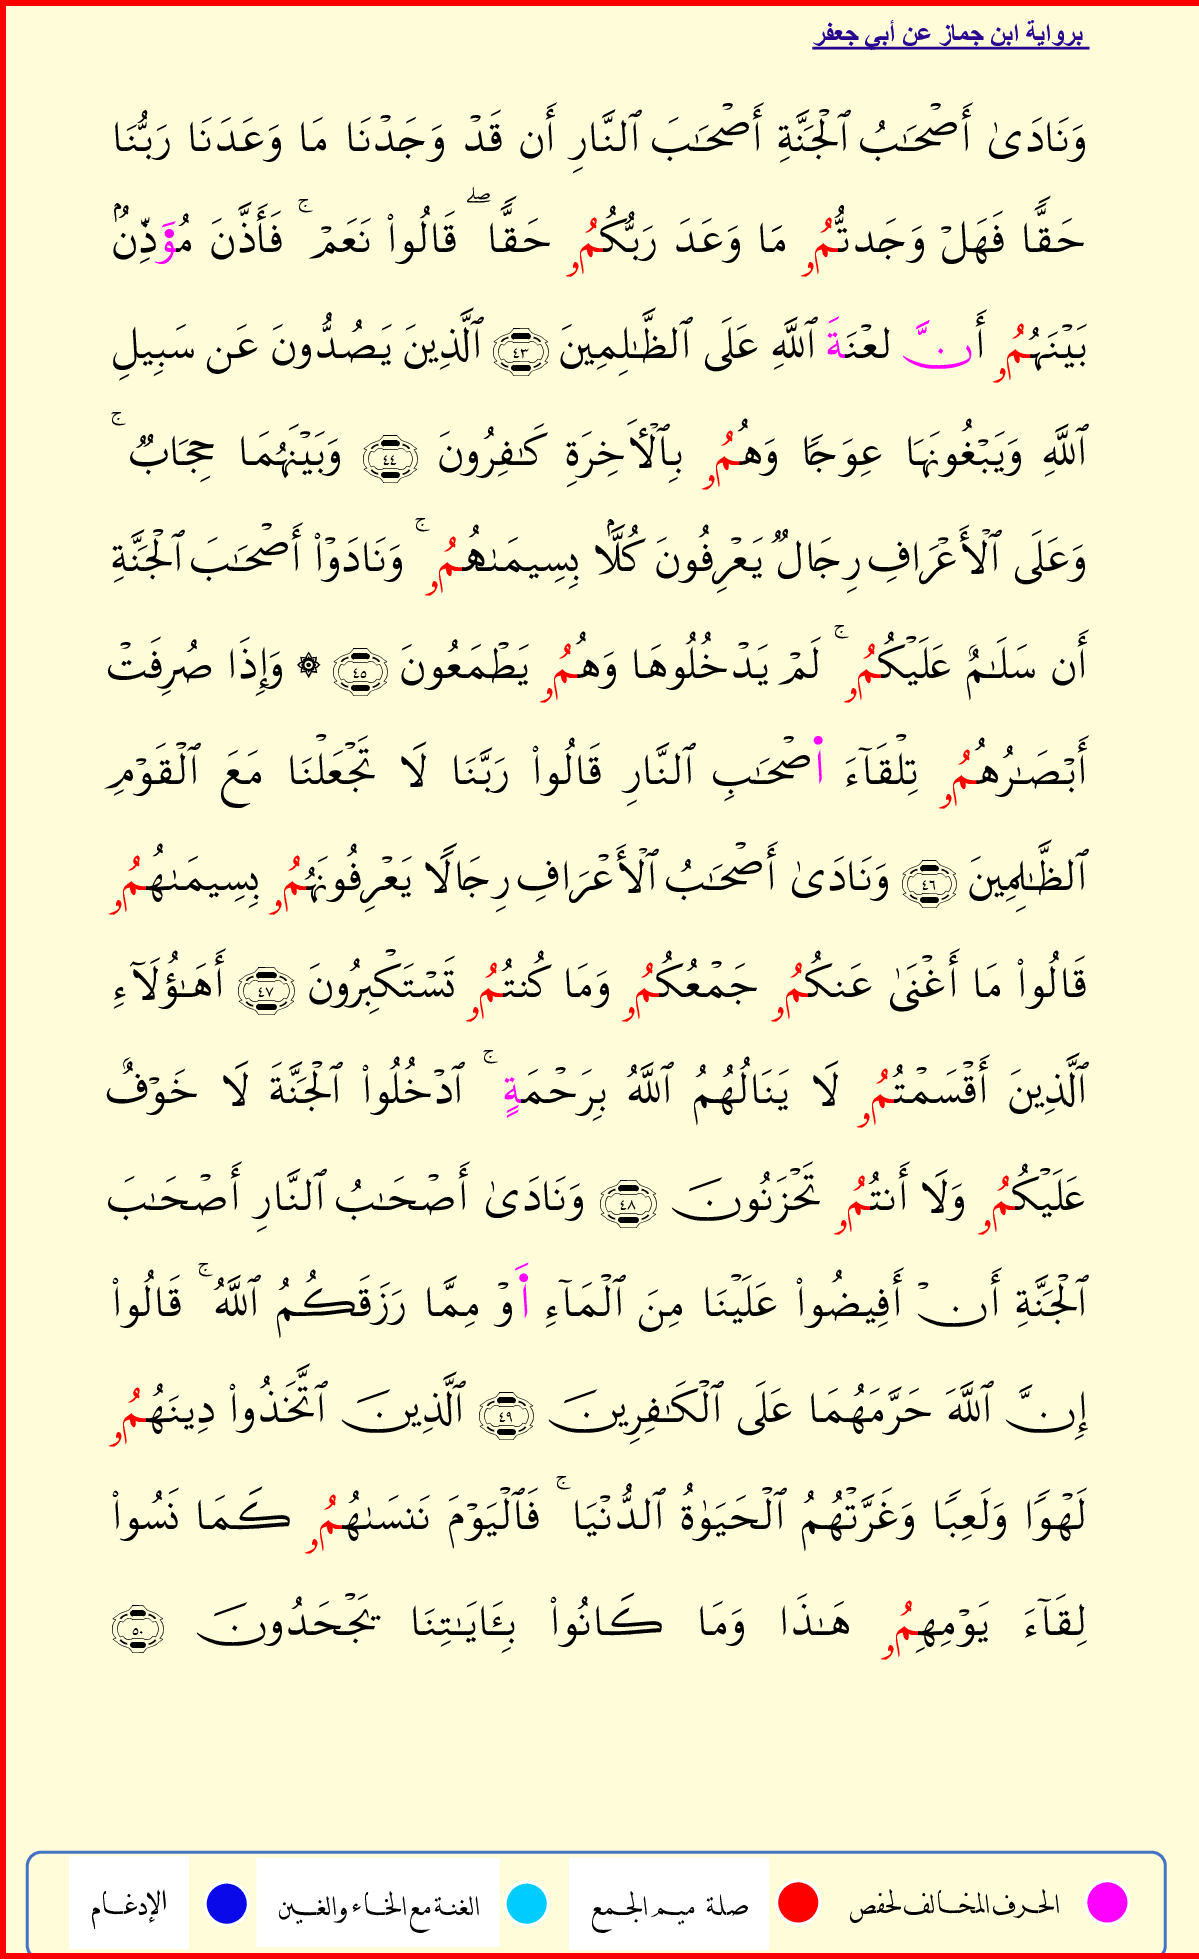 برواية ابن جماز عن أبي جعفر
وَنَادَىٰٓ أَصْحَـٰبُ ٱلْجَنَّةِ أَصْحَـٰبَ ٱلنَّارِ أَن قَدْ وَجَدْنَا مَا وَعَدَنَا رَبُّنَا
حَقًّا فَهَلْ وَجَدتُّمُۥ مَا وَعَدَ رَبُّكُمُۥ حَقًّا ۖ قَالُوا۟ نَعَمْ ۚ فَأَذَّنَ مُوَ۬ذِّنٌۢ
بَيْنَهُمُۥ أَنَّ لعْنَةَ ٱللَّهِ عَلَى ٱلظَّـٰلِمِينَ ٤٣ ٱلَّذِينَ يَصُدُّونَ عَن سَبِيلِ
ٱللَّهِ وَيَبْغُونَهَا عِوَجًا وَهُمُۥ بِٱلْأَخِرَةِ كَـٰفِرُونَ ٤٤ وَبَيْنَهُمَا حِجَابٌ ۚ
وَعَلَى ٱلْأَعْرَافِ رِجَالٌ يَعْرِفُونَ كُلًّۢا بِسِيمَىٰهُمُۥ ۚ وَنَادَوْا۟ أَصْحَـٰبَ ٱلْجَنَّةِ
أَن سَلَـٰمٌ عَلَيْكُمُۥ ۚ لَمْ يَدْخُلُوهَا وَهُمُۥ يَطْمَعُونَ ٤٥ ۞ وَإِذَا صُرِفَتْ
أَبْصَـٰرُهُمُۥ تِلْقَآءَ ا۬صْحَـٰبِ ٱلنَّارِ قَالُوا۟ رَبَّنَا لَا تَجْعَلْنَا مَعَ ٱلْقَوْمِ
ٱلظَّـٰلِمِينَ ٤٦ وَنَادَىٰٓ أَصْحَـٰبُ ٱلْأَعْرَافِ رِجَالًا يَعْرِفُونَهُمُۥ بِسِيمَىٰهُمُۥ
قَالُوا۟ مَا أَغْنَىٰ عَنكُمُۥ جَمْعُكُمُۥ وَمَا كُنتُمُۥ تَسْتَكْبِرُونَ ٤٧ أَهَـٰؤُلَآءِ
ٱلَّذِينَ أَقْسَمْتُمُۥ لَا يَنَالُهُمُ ٱللَّهُ بِرَحْمَةٍ ۚ ٱدْخُلُوا۟ ٱلْجَنَّةَ لَا خَوْفٌ
عَلَيْكُمُۥ وَلَا أَنتُمُۥ تَحْزَنُونَ ٤٨ وَنَادَىٰ أَصْحَـٰبُ ٱلنَّارِ أَصْحَـٰبَ
ٱلْجَنَّةِ أَنْ أَفِيضُوا۟ عَلَيْنَا مِنَ ٱلْمَآءِ اَ۬وْ مِمَّا رَزَقَكُمُ ٱللَّهُ ۚ قَالُوا۟
إِنَّ ٱللَّهَ حَرَّمَهُمَا عَلَى ٱلْكَـٰفِرِينَ ٤٩ ٱلَّذِينَ ٱتَّخَذُوا۟ دِينَهُمُۥ
لَهْوًا وَلَعِبًا وَغَرَّتْهُمُ ٱلْحَيَوٰةُ ٱلدُّنْيَا ۚ فَٱلْيَوْمَ نَنسَىٰهُمُۥ كَمَا نَسُوا۟
لِقَآءَ يَوْمِهِمُۥ هَـٰذَا وَمَا كَانُوا۟ بِـَٔايَـٰتِنَا يَجْحَدُونَ ٥٠
الحرف المخالف لحفص صلة ميم الجمع الغنة مع الخاء والغين الإدغام